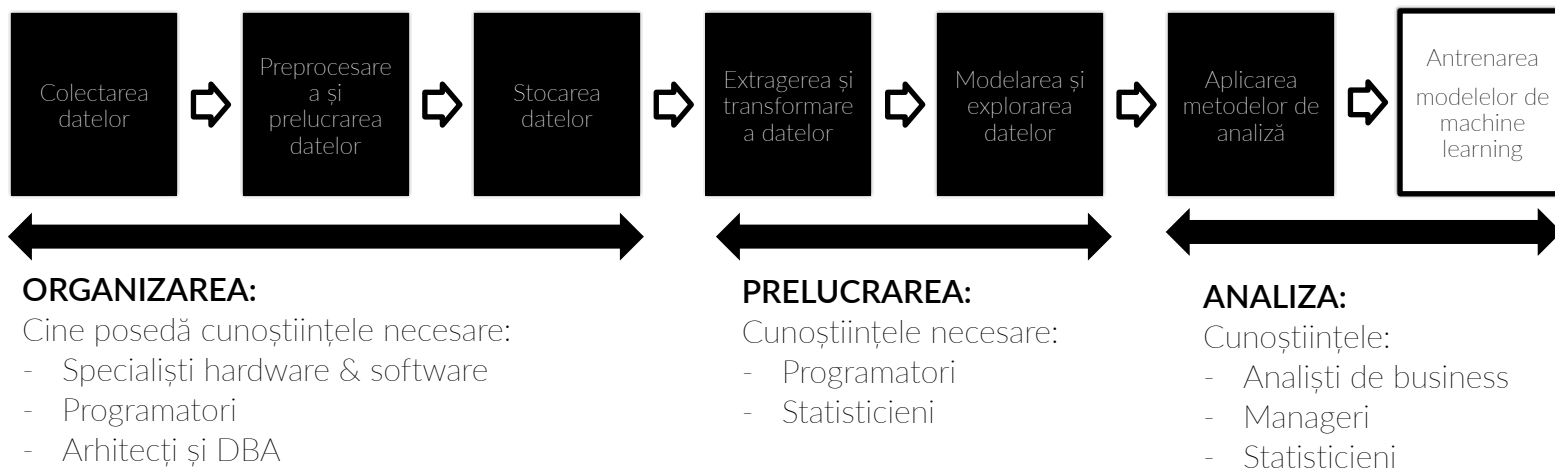 Colectarea
datelor
Preprocesare
a și
prelucrarea
datelor
Stocarea
datelor
Extragerea și
transformare
a datelor
Modelarea și
explorarea
datelor
Aplicarea
metodelor de
analiză
Antrenarea
modelelor de
machine
learning
ORGANIZAREA:
Cine posedă cunoștiințele necesare:
- Specialiști hardware & software
- Programatori
- Arhitecți și DBA
PRELUCRAREA:
Cunoștiințele necesare:
- Programatori
- Statisticieni
ANALIZA:
Cunoștiințele:
- Analiști de business
- Manageri
- Statisticieni